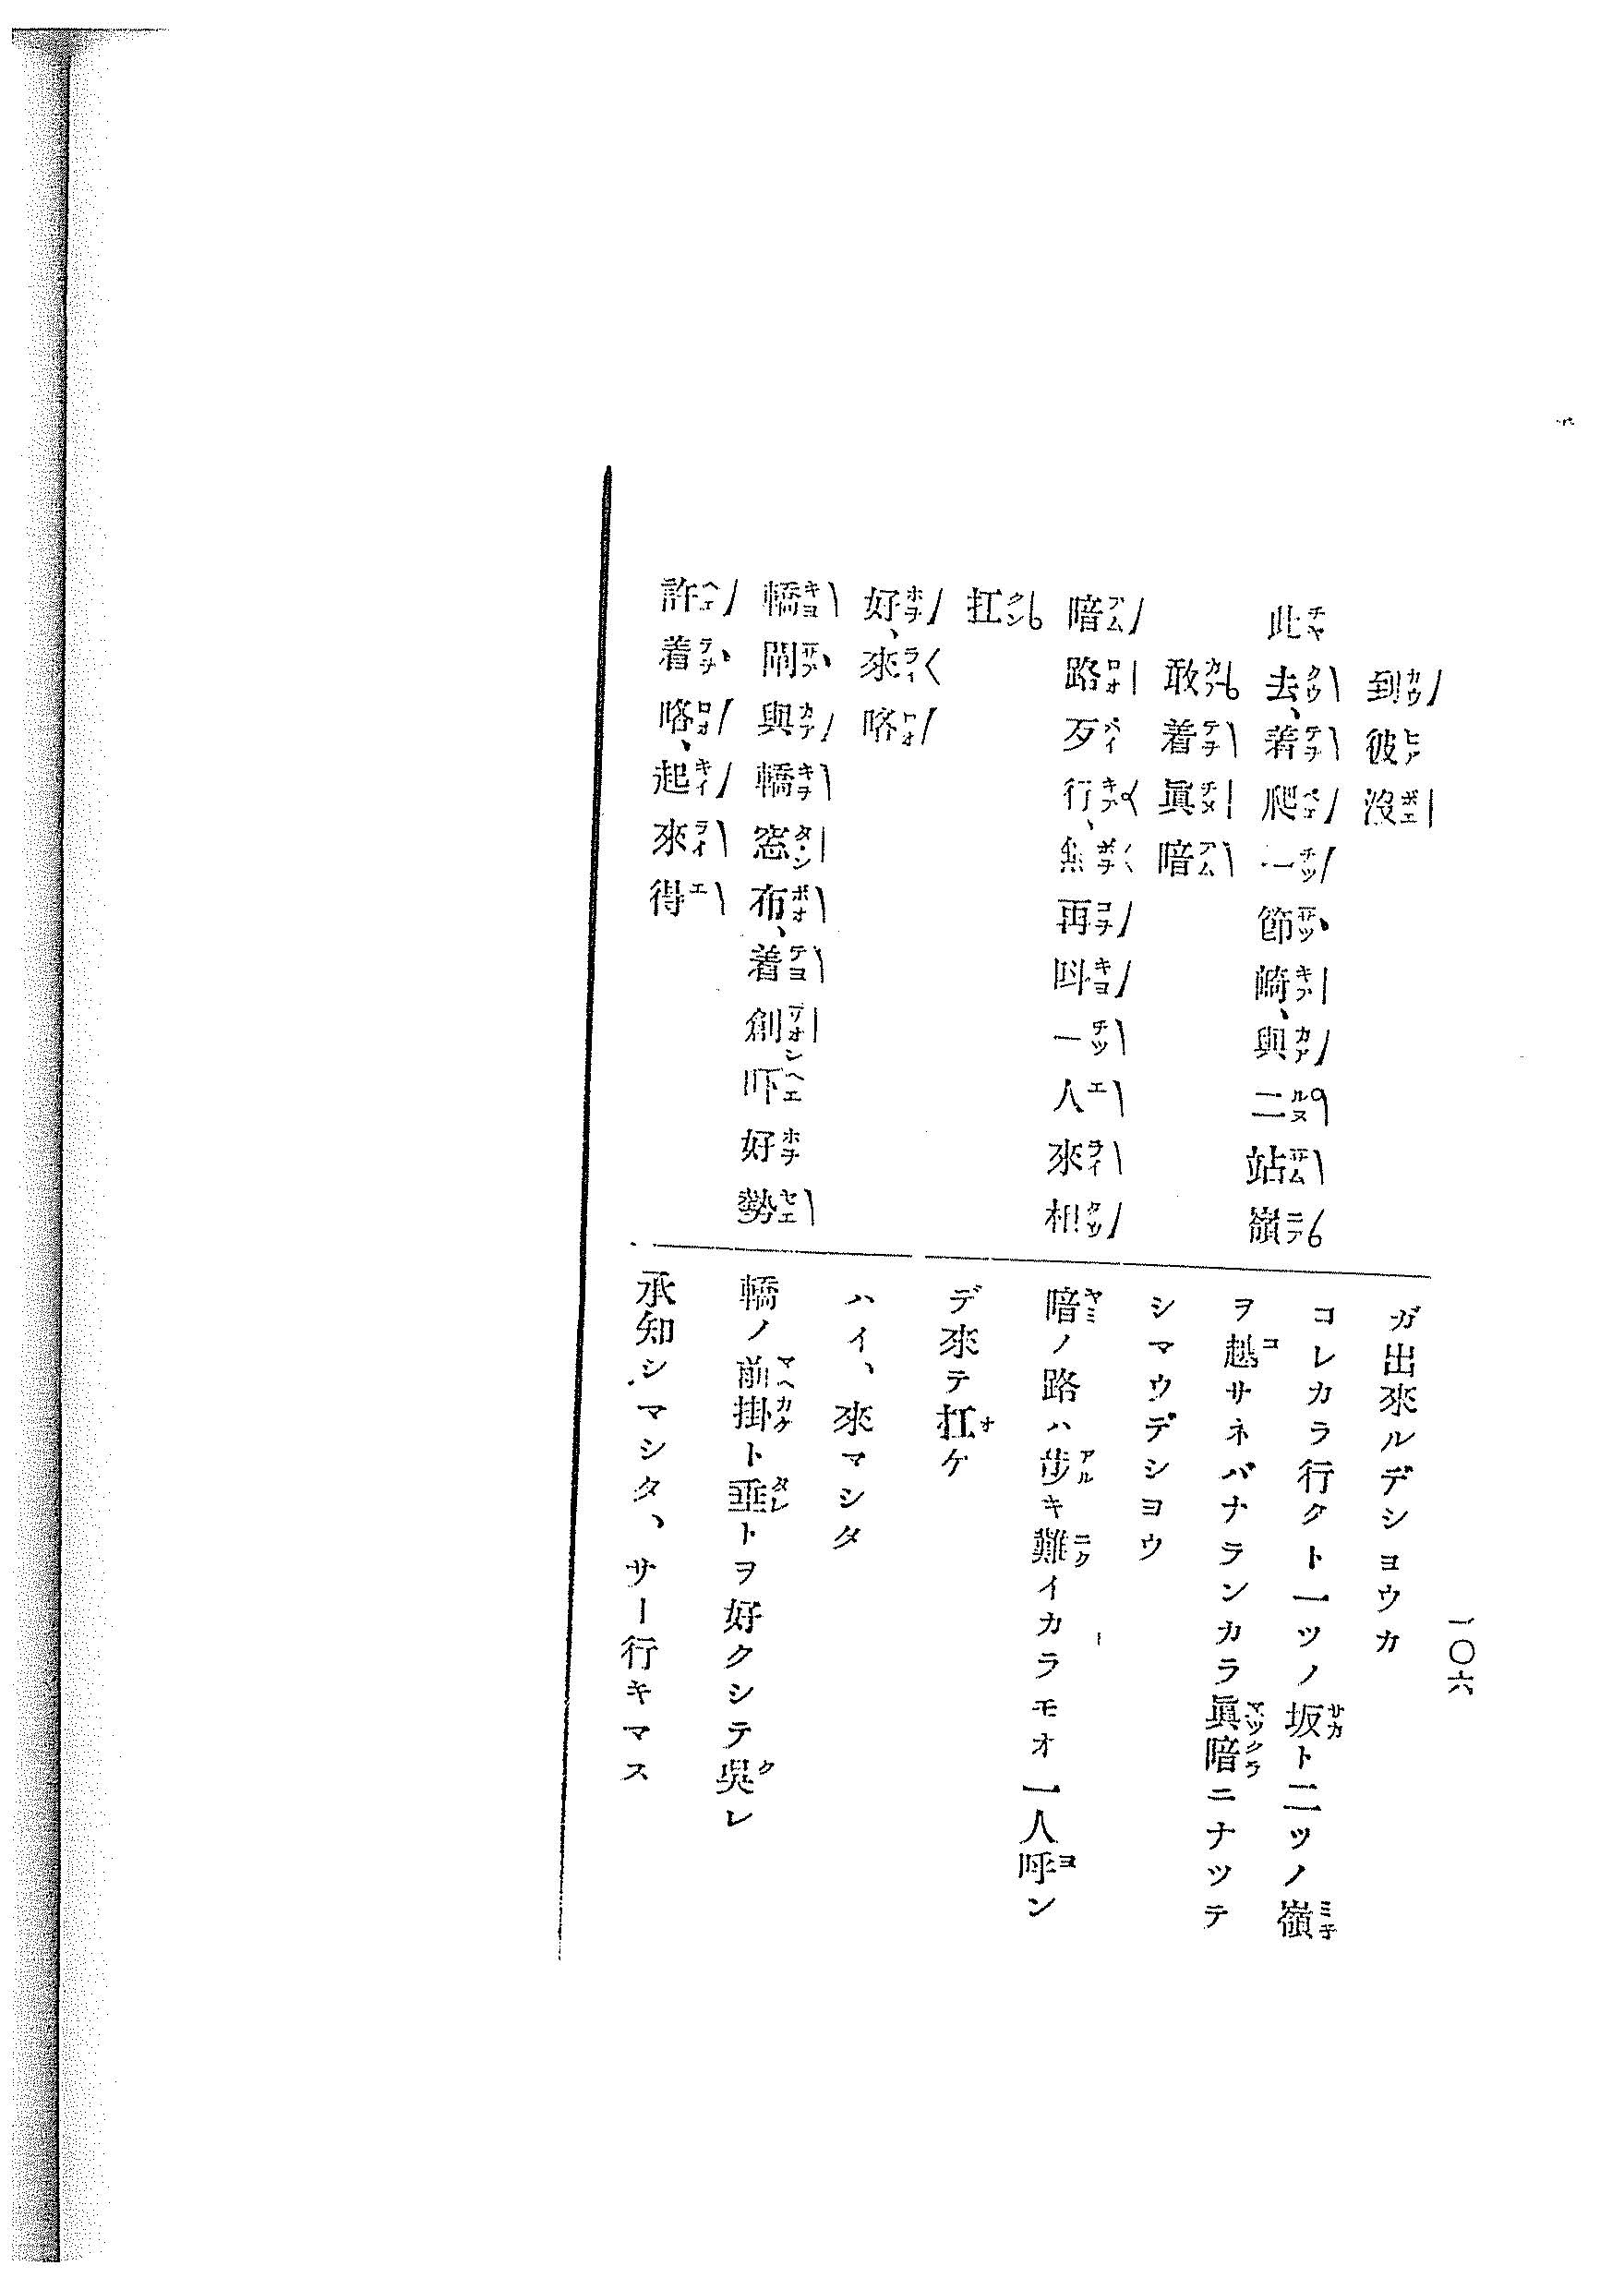 一〇六
到彼沒
此去、着爬一節崎、與二站嶺
敢着眞暗
暗路歹行、焦再叫一人來相
扛
好、來咯
轎鬧與轎窓布、着創吓好勢
許着咯、起來得
ガ出來ルデシヨウカ
コレカラ行クト一ツノ坂ト二ツノ嶺
ヲ越サネバナランカラ眞暗ニナツテ
シマウデシヨウ
暗ノ路ハ步キ難イカラモオ一人呼ン
デ來テ扛ケ
ハイ、來マシタ
轎ノ前掛ト垂トヲ好クシテ吳レ
承知シマシタ、サー行キマス